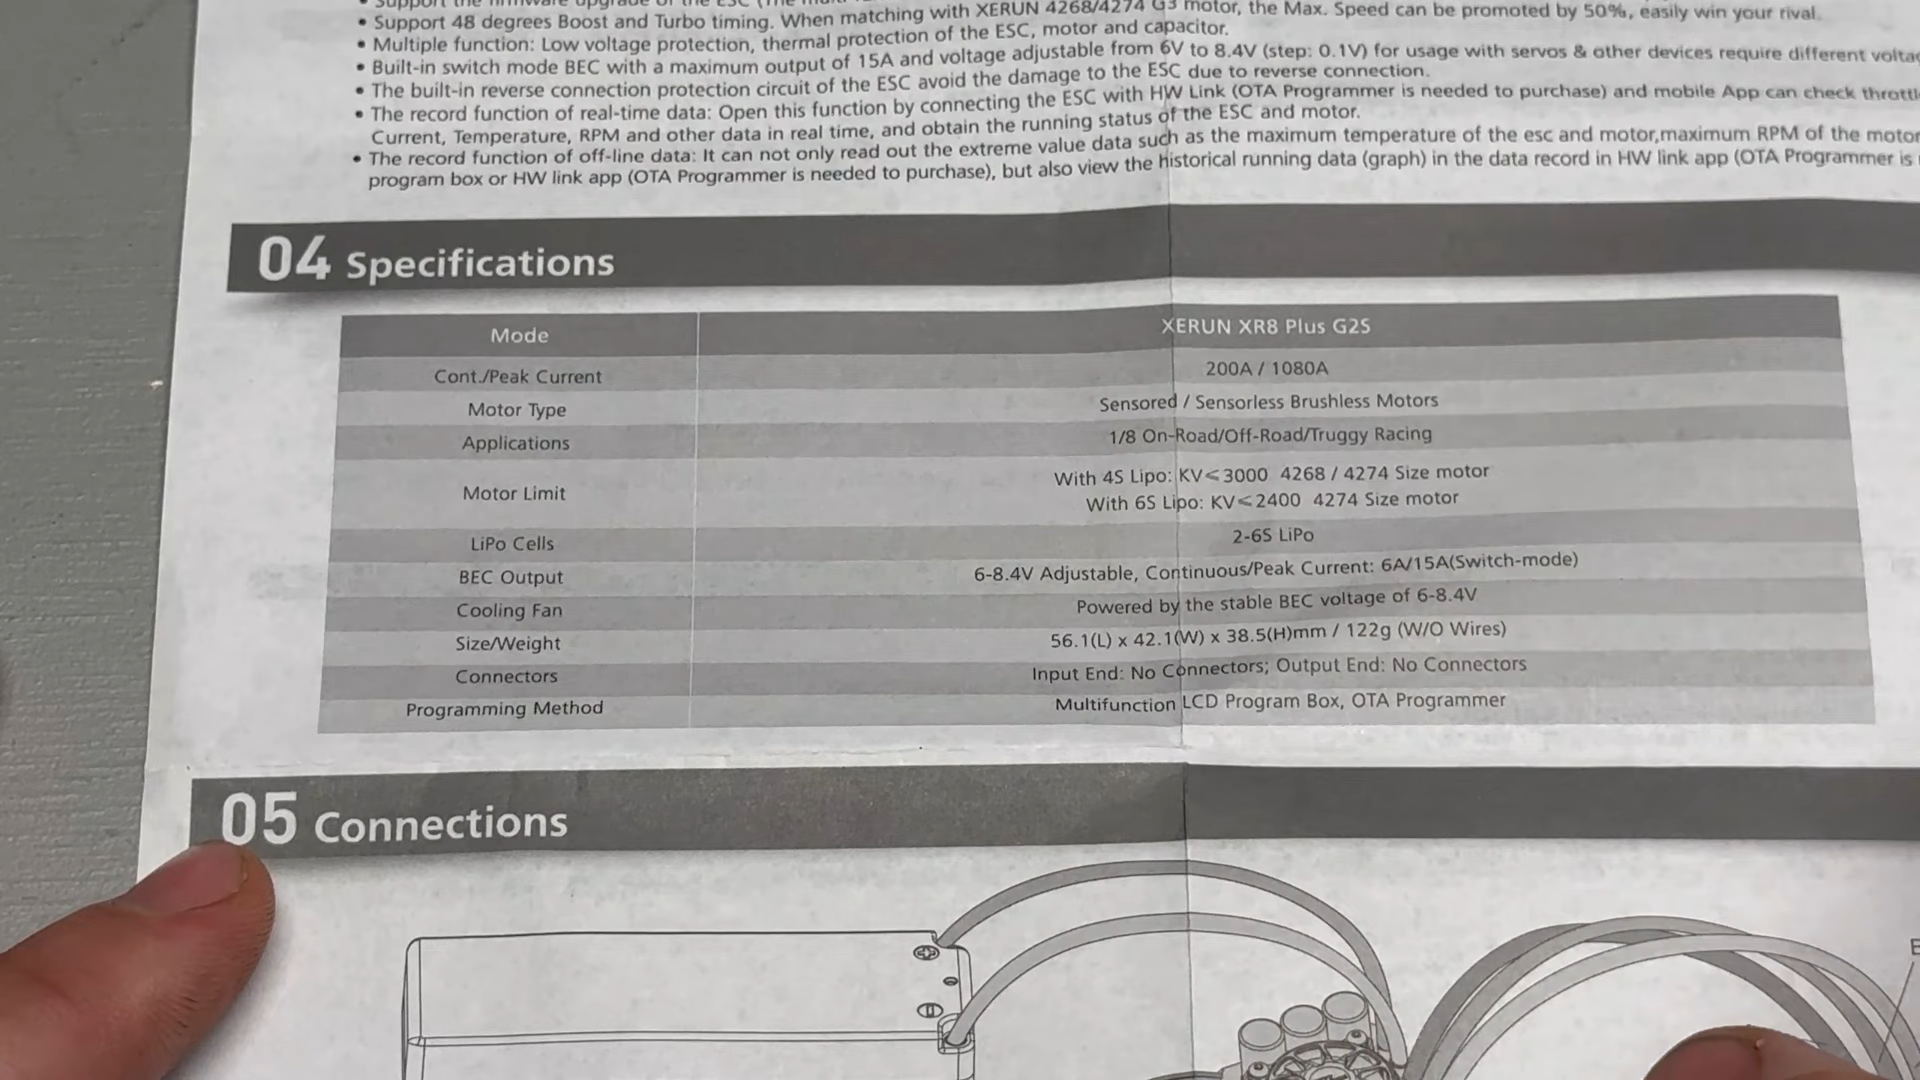 Support the firmware upgrade of the ESC (The
• Support 48 degrees Boost and Turbo timing. When matching with XERUN 4268/4274 G3 motor, the Max. Speed can be promoted by 50%, easily win your rival.
• Multiple function: Low voltage protection, thermal protection of the ESC, motor and capacitor.
• Built-in switch mode BEC with a maximum output of 15A and voltage adjustable from 6V to 8.4V (step: 0.1V) for usage with servos & other devices require different
• The built-in reverse connection protection circuit of the ESC avoid the damage to the ESC due to reverse connection.
• The record function of real-time data: Open this function by connecting the ESC with HW Link (OTA Programmer is needed to purchase) and mobile App can check
Current, Temperature, RPM and other data in real time, and obtain the running status of the ESC and motor.
• The record function of off-line data: It can not only read out the extreme value data such as the maximum temperature of the esc and motor,maximum RPM of the motor
program box or HW link app (OTA Programmer is needed to purchase), but also view the historical running data (graph) in the data record in HW link app (OTA Programmer is
04 Specifications
Mode XERUN XR8 Plus G2S
Cont./Peak Current 200A / 1080A
Motor Type Sensored / Sensorless Brushless Motors
Applications 1/8 On-Road/Off-Road/Truggy Racing
Motor Limit With 4S Lipo: KV≤3000 4268 / 4274 Size motor
With 6S Lipo: KV≤2400 4274 Size motor
LiPo Cells 2-6S LiPo
BEC Output 6-8.4V Adjustable, Continuous/Peak Current: 6A/15A(Switch-mode)
Cooling Fan Powered by the stable BEC voltage of 6-8.4V
Size/Weight 56.1(L) x 42.1(W) x 38.5(H)mm / 122g (W/O Wires)
Connectors Input End: No Connectors; Output End: No Connectors
Programming Method Multifunction LCD Program Box, OTA Programmer
05 Connections